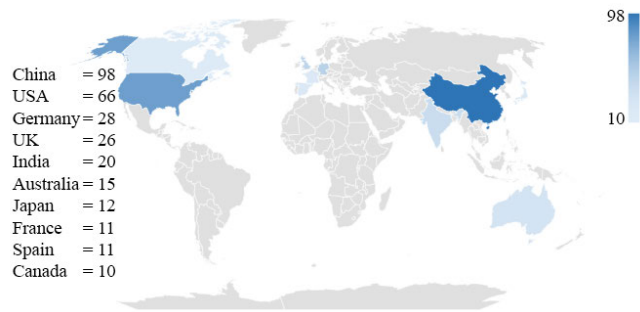 China = 98
USA = 66
Germany = 28
UK = 26
India = 20
Australia = 15
Japan = 12
France = 11
Spain = 11
Canada = 10
98
10